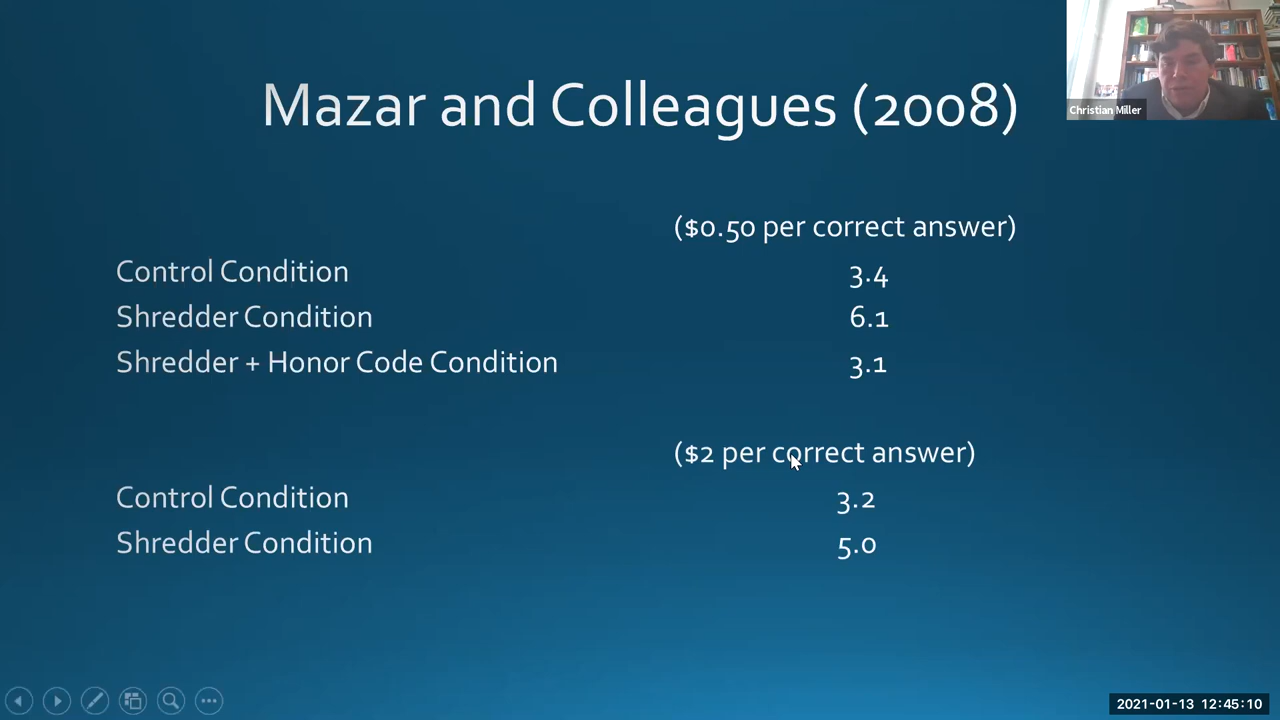 Mazar and Colleagues (2008)
Christian Miller
($0.50 per correct answer)
Control Condition 3.4
Shredder Condition 6.1
Shredder + Honor Code Condition 3.1
($2 per correct answer)
Control Condition 3.2
Shredder Condition 5.0
2021-01-13 12:45:10